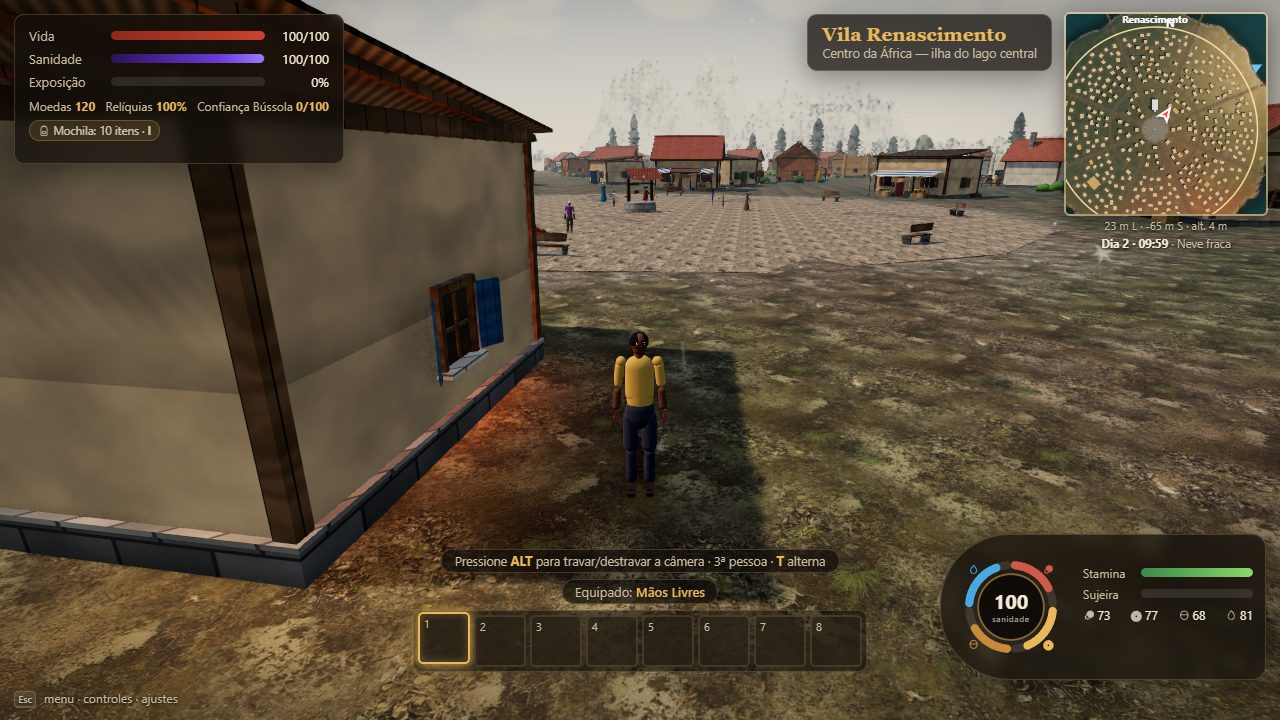 Vida 100/100
Sanidade 100/100
Exposição 0%
Moedas 120 Relíquias 100% Confiança Bússola 0/100
Mochila: 10 itens · I
Vila Renascimento
Centro da África — ilha do lago central
Renascimento
N
23 m L · -65 m S · alt. 4 m
Dia 2 · 09:59 · Neve fraca
Pressione ALT para travar/destravar a câmera · 3ª pessoa · T alterna
Equipado: Mãos Livres
1 2 3 4 5 6 7 8
100
sanidade
Stamina
Sujeira
73 77 68 81
Esc menu · controles · ajustes